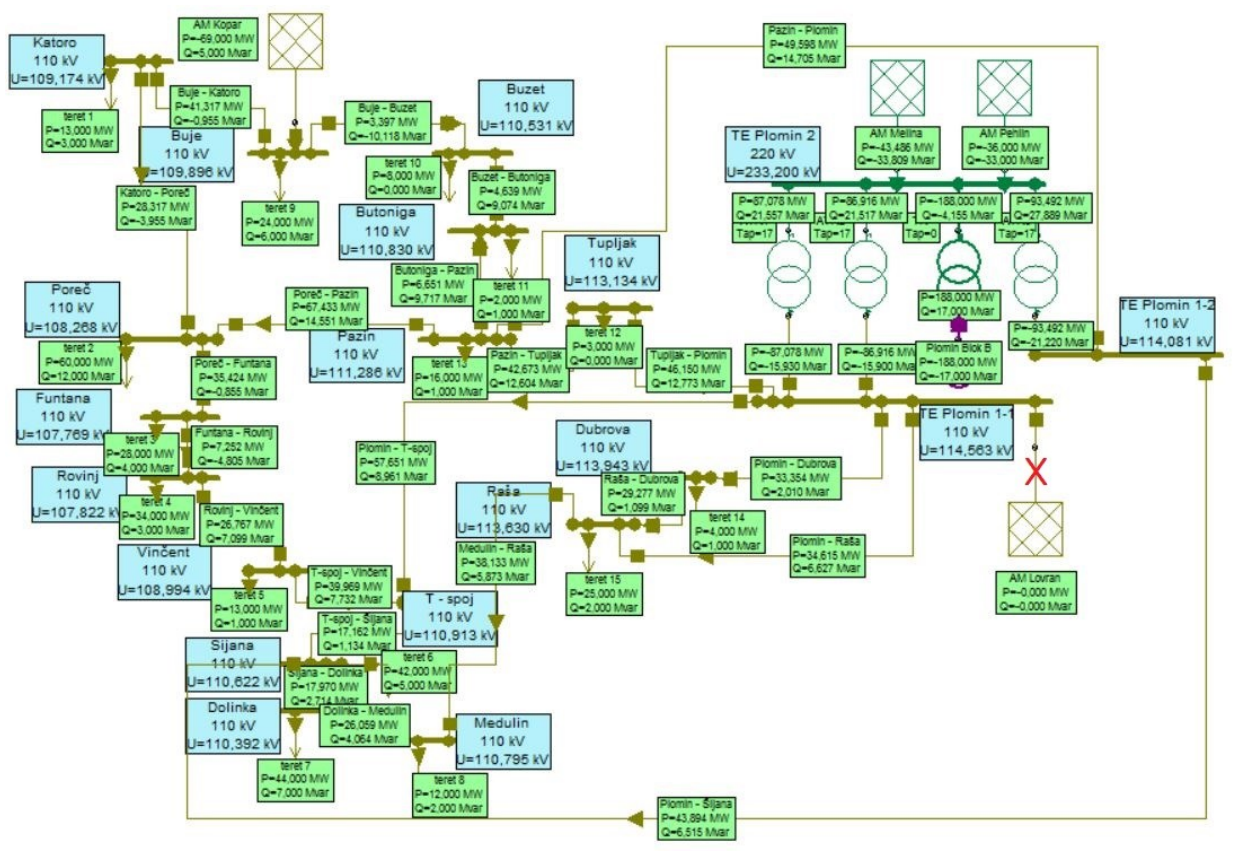 AM Kopar
P=-69,000 MW
Q=5,000 Mvar
Pazin - Plomin
P=49,598 MW
Q=14,705 Mvar
Katoro
110 kV
U=109,174 kV
Buje - Katoro
P=41,317 MW
Q=-0,955 Mvar
Buje - Buzet
P=3,397 MW
Q=-10,118 Mvar
Buzet
110 kV
U=110,531 kV
AM Melina
P=-43,486 MW
Q=-33,809 Mvar
AM Pehlin
P=-36,000 MW
Q=-33,000 Mvar
teret 1
P=13,000 MW
Q=3,000 Mvar
Buje
110 kV
U=109,896 kV
TE Plomin 2
220 kV
U=233,200 kV
teret 10
P=8,000 MW
Q=0,000 Mvar
Buzet - Butoniga
P=4,639 MW
Q=9,074 Mvar
Katoro - Poreč
P=28,317 MW
Q=-3,955 Mvar
teret 9
P=24,000 MW
Q=6,000 Mvar
Butoniga
110 kV
U=110,830 kV
P=87,078 MW
Q=21,557 Mvar
Tap=17
P=86,916 MW
Q=21,517 Mvar
Tap=17
P=-188,000 MW
Q=-4,155 Mvar
Tap=0
P=93,492 MW
Q=27,889 Mvar
Tap=17
Tupljak
110 kV
U=113,134 kV
Butoniga - Pazin
P=6,651 MW
Q=9,717 Mvar
teret 11
P=2,000 MW
Q=1,000 Mvar
Poreč
110 kV
U=108,268 kV
Poreč - Pazin
P=67,433 MW
Q=14,551 Mvar
P=188,000 MW
Q=17,000 Mvar
TE Plomin 1-2
110 kV
U=114,081 kV
Pazin
110 kV
U=111,286 kV
teret 12
P=3,000 MW
Q=0,000 Mvar
P=-93,492 MW
Q=-21,220 Mvar
teret 2
P=60,000 MW
Q=12,000 Mvar
teret 13
P=16,000 MW
Q=1,000 Mvar
Pazin - Tupljak
P=42,673 MW
Q=12,604 Mvar
Tupljak - Plomin
P=46,150 MW
Q=12,773 Mvar
P=-87,078 MW
Q=-15,930 Mvar
P=-86,916 MW
Q=-15,900 Mvar
Plomin Blok B
P=-188,000 MW
Q=-17,000 Mvar
Poreč - Funtana
P=35,424 MW
Q=-0,855 Mvar
Funtana
110 kV
U=107,769 kV
TE Plomin 1-1
110 kV
U=114,563 kV
teret 3
P=28,000 MW
Q=4,000 Mvar
Funtana - Rovinj
P=7,252 MW
Q=-4,805 Mvar
Plomin - T-spoj
P=57,651 MW
Q=8,961 Mvar
Dubrova
110 kV
U=113,943 kV
Plomin - Dubrova
P=33,354 MW
Q=2,010 Mvar
Rovinj
110 kV
U=107,822 kV
teret 4
P=34,000 MW
Q=3,000 Mvar
Raša
110 kV
U=113,630 kV
Raša - Dubrova
P=29,277 MW
Q=1,099 Mvar
Rovinj - Vinčent
P=26,767 MW
Q=7,099 Mvar
teret 14
P=4,000 MW
Q=1,000 Mvar
Vinčent
110 kV
U=108,994 kV
Medulin - Raša
P=38,133 MW
Q=5,873 Mvar
Plomin - Raša
P=34,615 MW
Q=6,627 Mvar
teret 5
P=13,000 MW
Q=1,000 Mvar
T-spoj - Vinčent
P=39,969 MW
Q=7,732 Mvar
teret 15
P=25,000 MW
Q=2,000 Mvar
AM Lovran
P=-0,000 MW
Q=-0,000 Mvar
T - spoj
110 kV
U=110,913 kV
T-spoj - Šijana
P=17,162 MW
Q=1,134 Mvar
Šijana
110 kV
U=110,622 kV
teret 6
P=42,000 MW
Q=5,000 Mvar
Šijana - Dolinka
P=17,970 MW
Q=2,714 Mvar
Dolinka
110 kV
U=110,392 kV
Dolinka - Medulin
P=26,059 MW
Q=4,064 Mvar
Medulin
110 kV
U=110,795 kV
teret 7
P=44,000 MW
Q=7,000 Mvar
teret 8
P=12,000 MW
Q=2,000 Mvar
Plomin - Šijana
P=43,894 MW
Q=6,515 Mvar